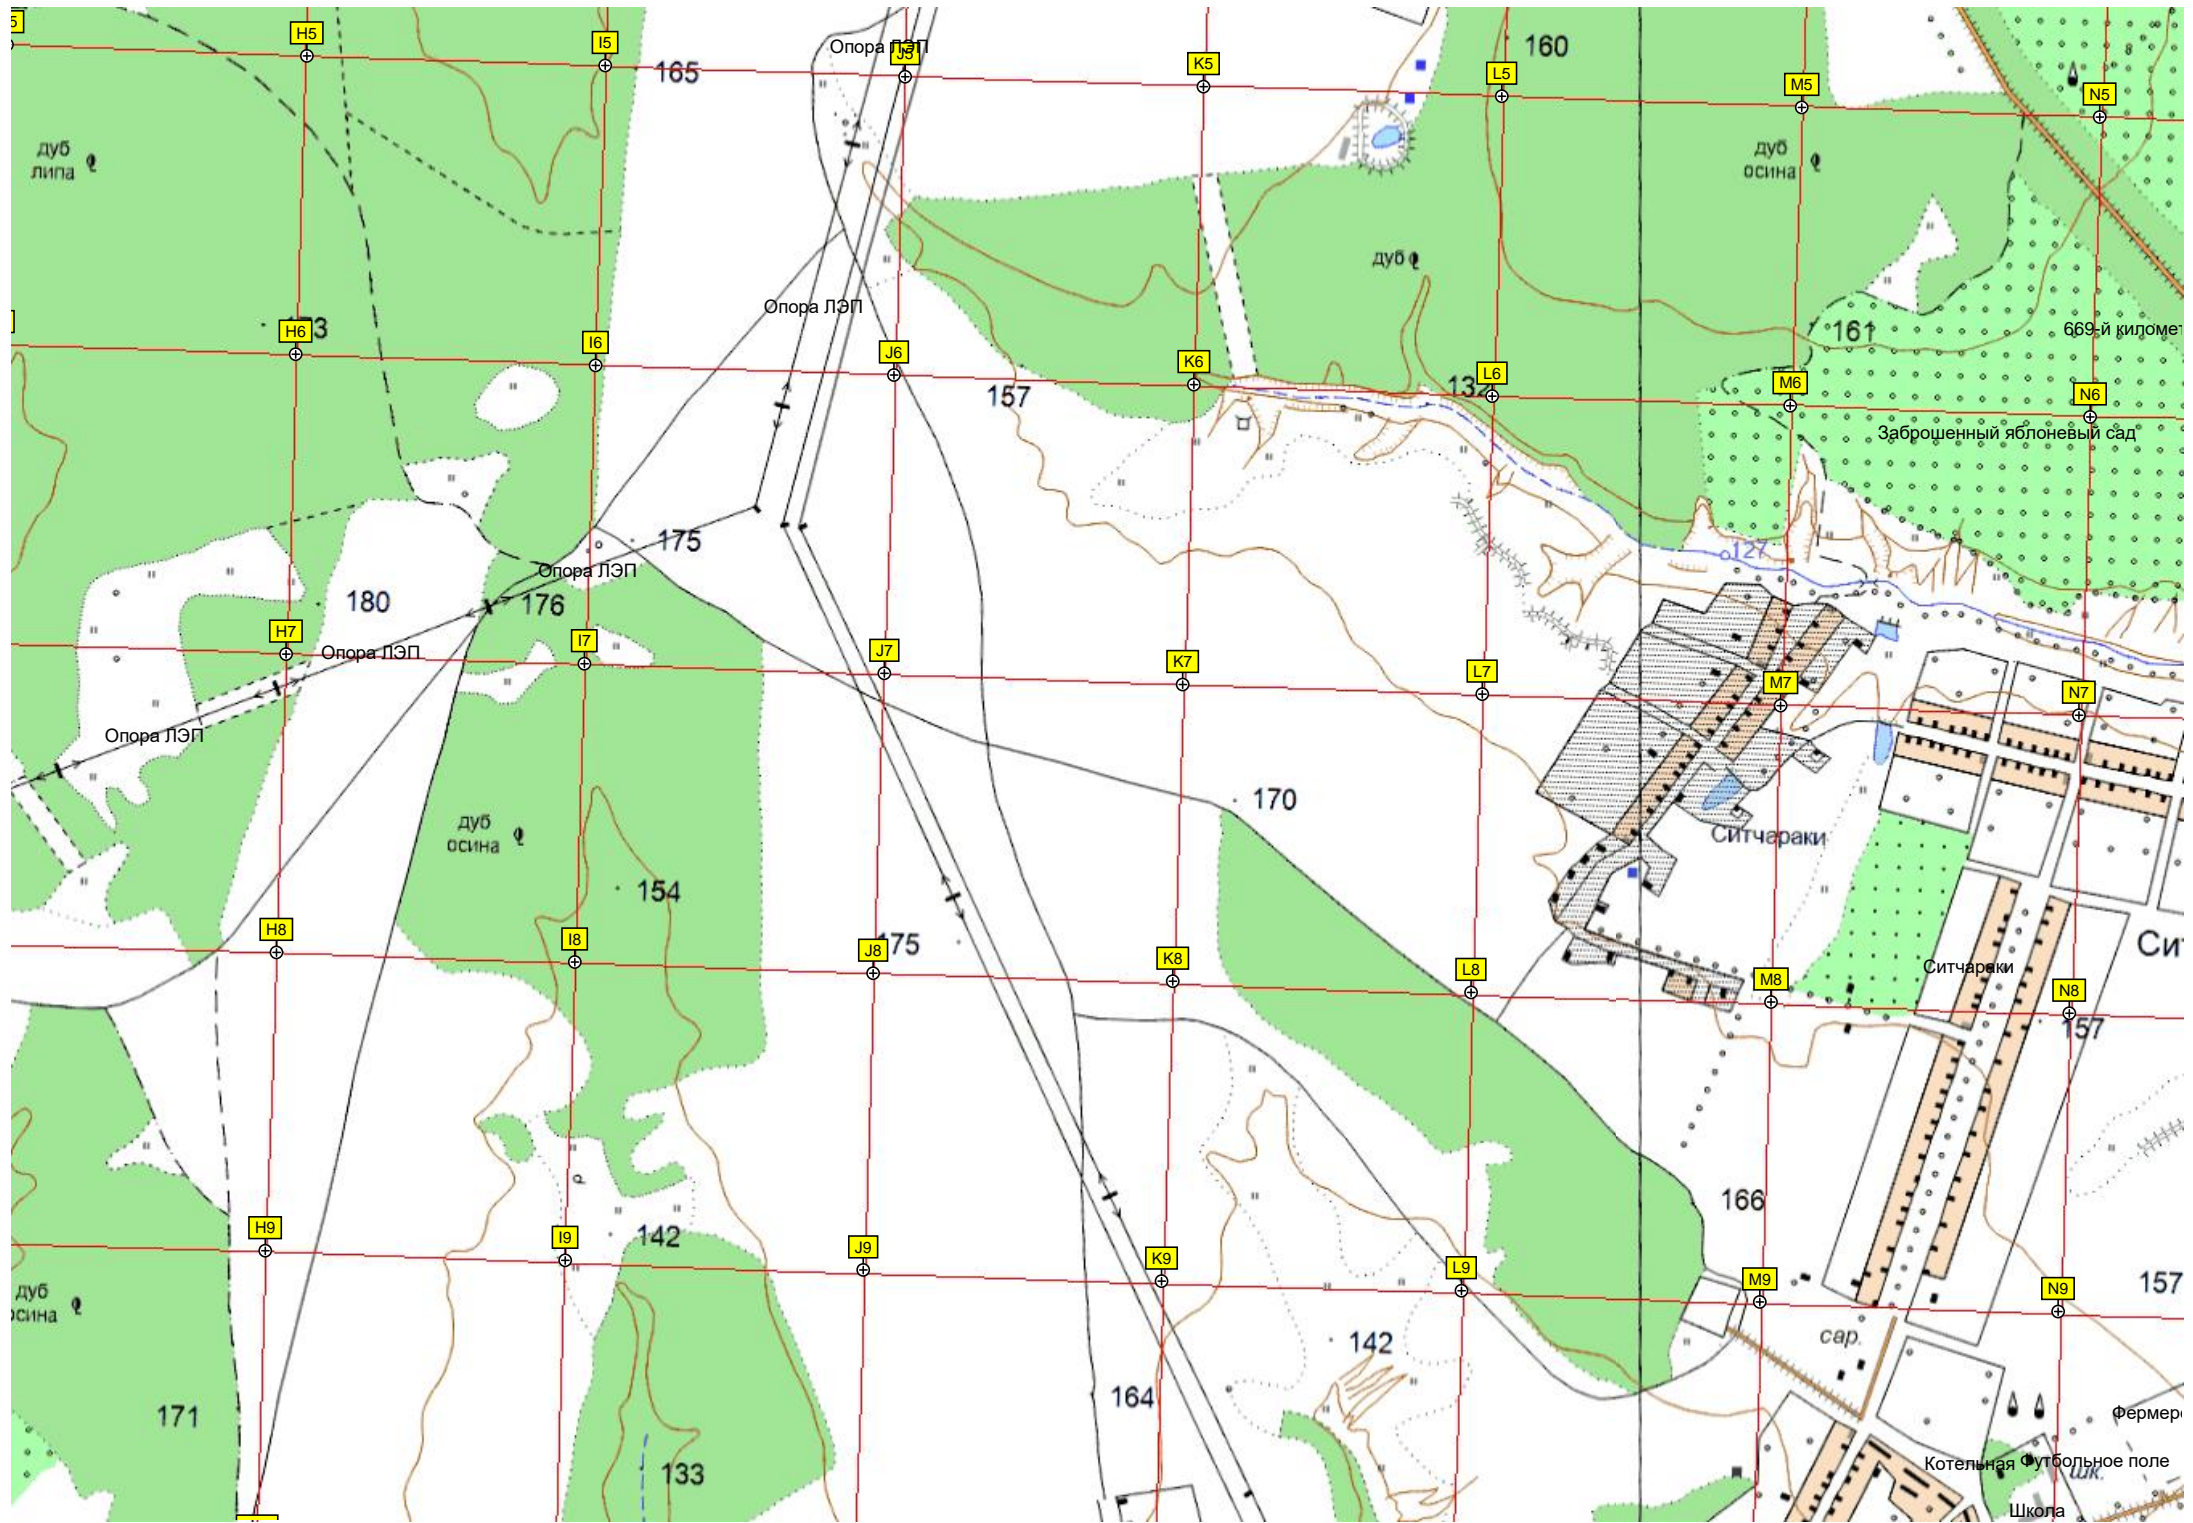 H5
I5
J5
K5
L5
M5
N5
Опора ЛЭП
165
160
дуб
липа
дуб
осина
дуб
Опора ЛЭП
H6
I6
J6
K6
L6
M6
N6
161
157
Заброшенный яблоневый сад
175
127
Опора ЛЭП
180
176
H7
I7
J7
K7
L7
M7
N7
Опора ЛЭП
Опора ЛЭП
170
дуб
осина
Ситчараки
154
H8
I8
J8
K8
L8
M8
N8
Ситчараки
157
166
142
H9
I9
J9
K9
L9
M9
N9
157
дуб
142
сар.
164
171
133
Котельная
Футбольное поле
шк.
Школа